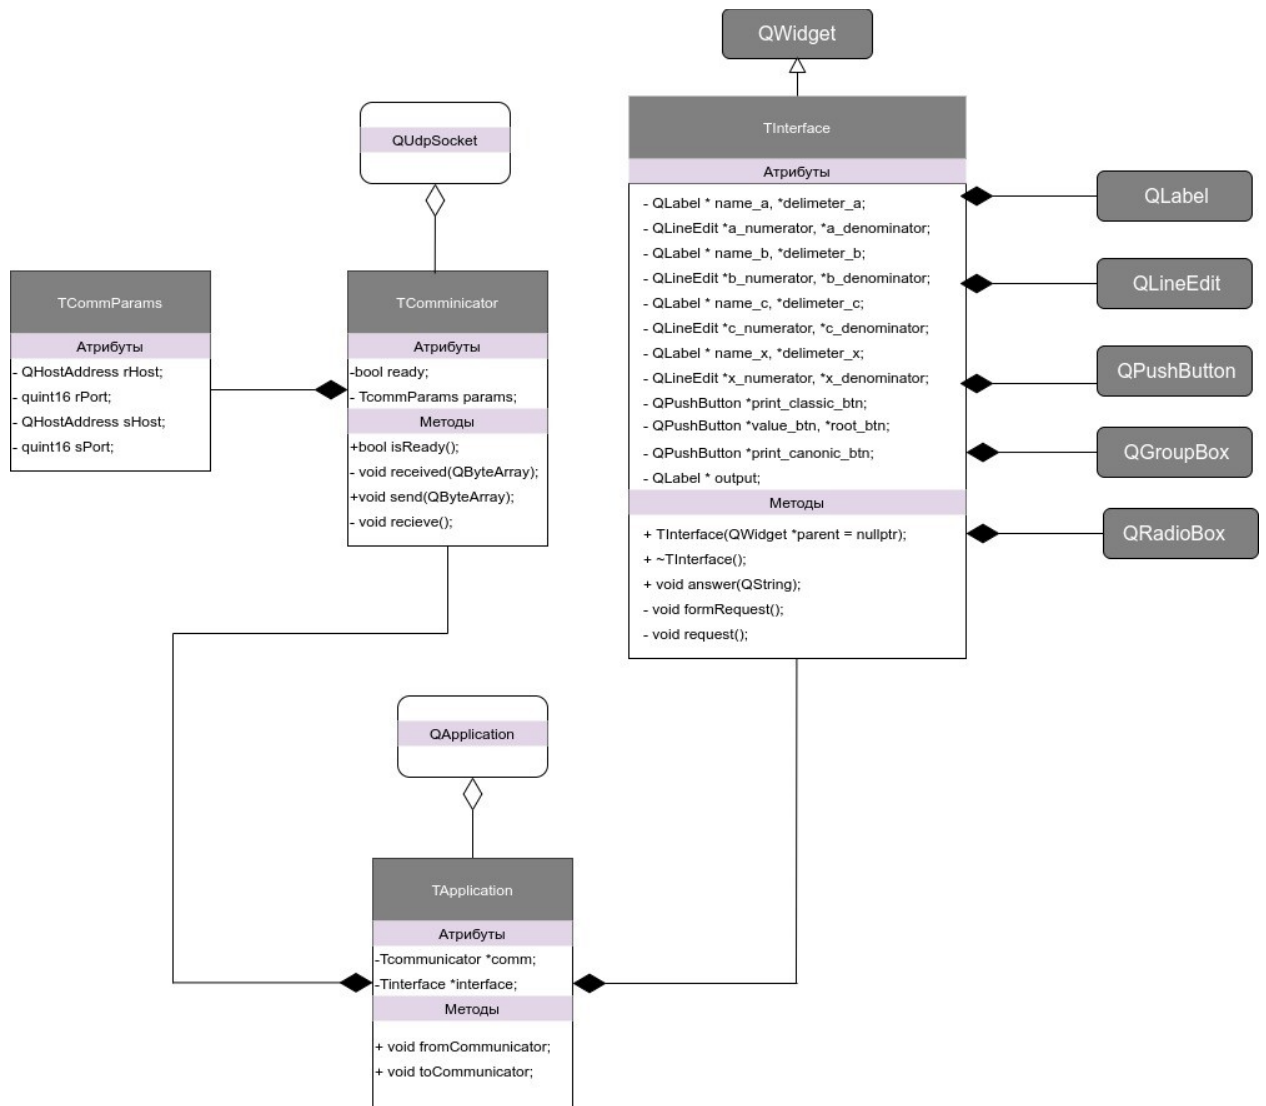 QWidget
TInterface
Атрибуты
- QLabel * name_a, *delimeter_a;
- QLineEdit *a_numerator, *a_denominator;
- QLabel * name_b, *delimeter_b;
- QLineEdit *b_numerator, *b_denominator;
- QLabel * name_c, *delimeter_c;
- QLineEdit *c_numerator, *c_denominator;
- QLabel * name_x, *delimeter_x;
- QLineEdit *x_numerator, *x_denominator;
- QPushButton *print_classic_btn;
- QPushButton *value_btn, *root_btn;
- QPushButton *print_canonic_btn;
- QLabel * output;
Методы
+ TInterface(QWidget *parent = nullptr);
+ ~TInterface();
+ void answer(QString);
- void formRequest();
- void request();
QLabel
QLineEdit
QPushButton
QGroupBox
QRadioBox
QUdpSocket
TCommParams
Атрибуты
- QHostAddress rHost;
- quint16 rPort;
- QHostAddress sHost;
- quint16 sPort;
TComminicator
Атрибуты
-bool ready;
- TcommParams params;
Методы
+bool isReady();
- void received(QByteArray);
+void send(QByteArray);
- void recieve();
QApplication
TApplication
Атрибуты
-Tcommunicator *comm;
-Tinterface *interface;
Методы
+ void fromCommunicator;
+ void toCommunicator;